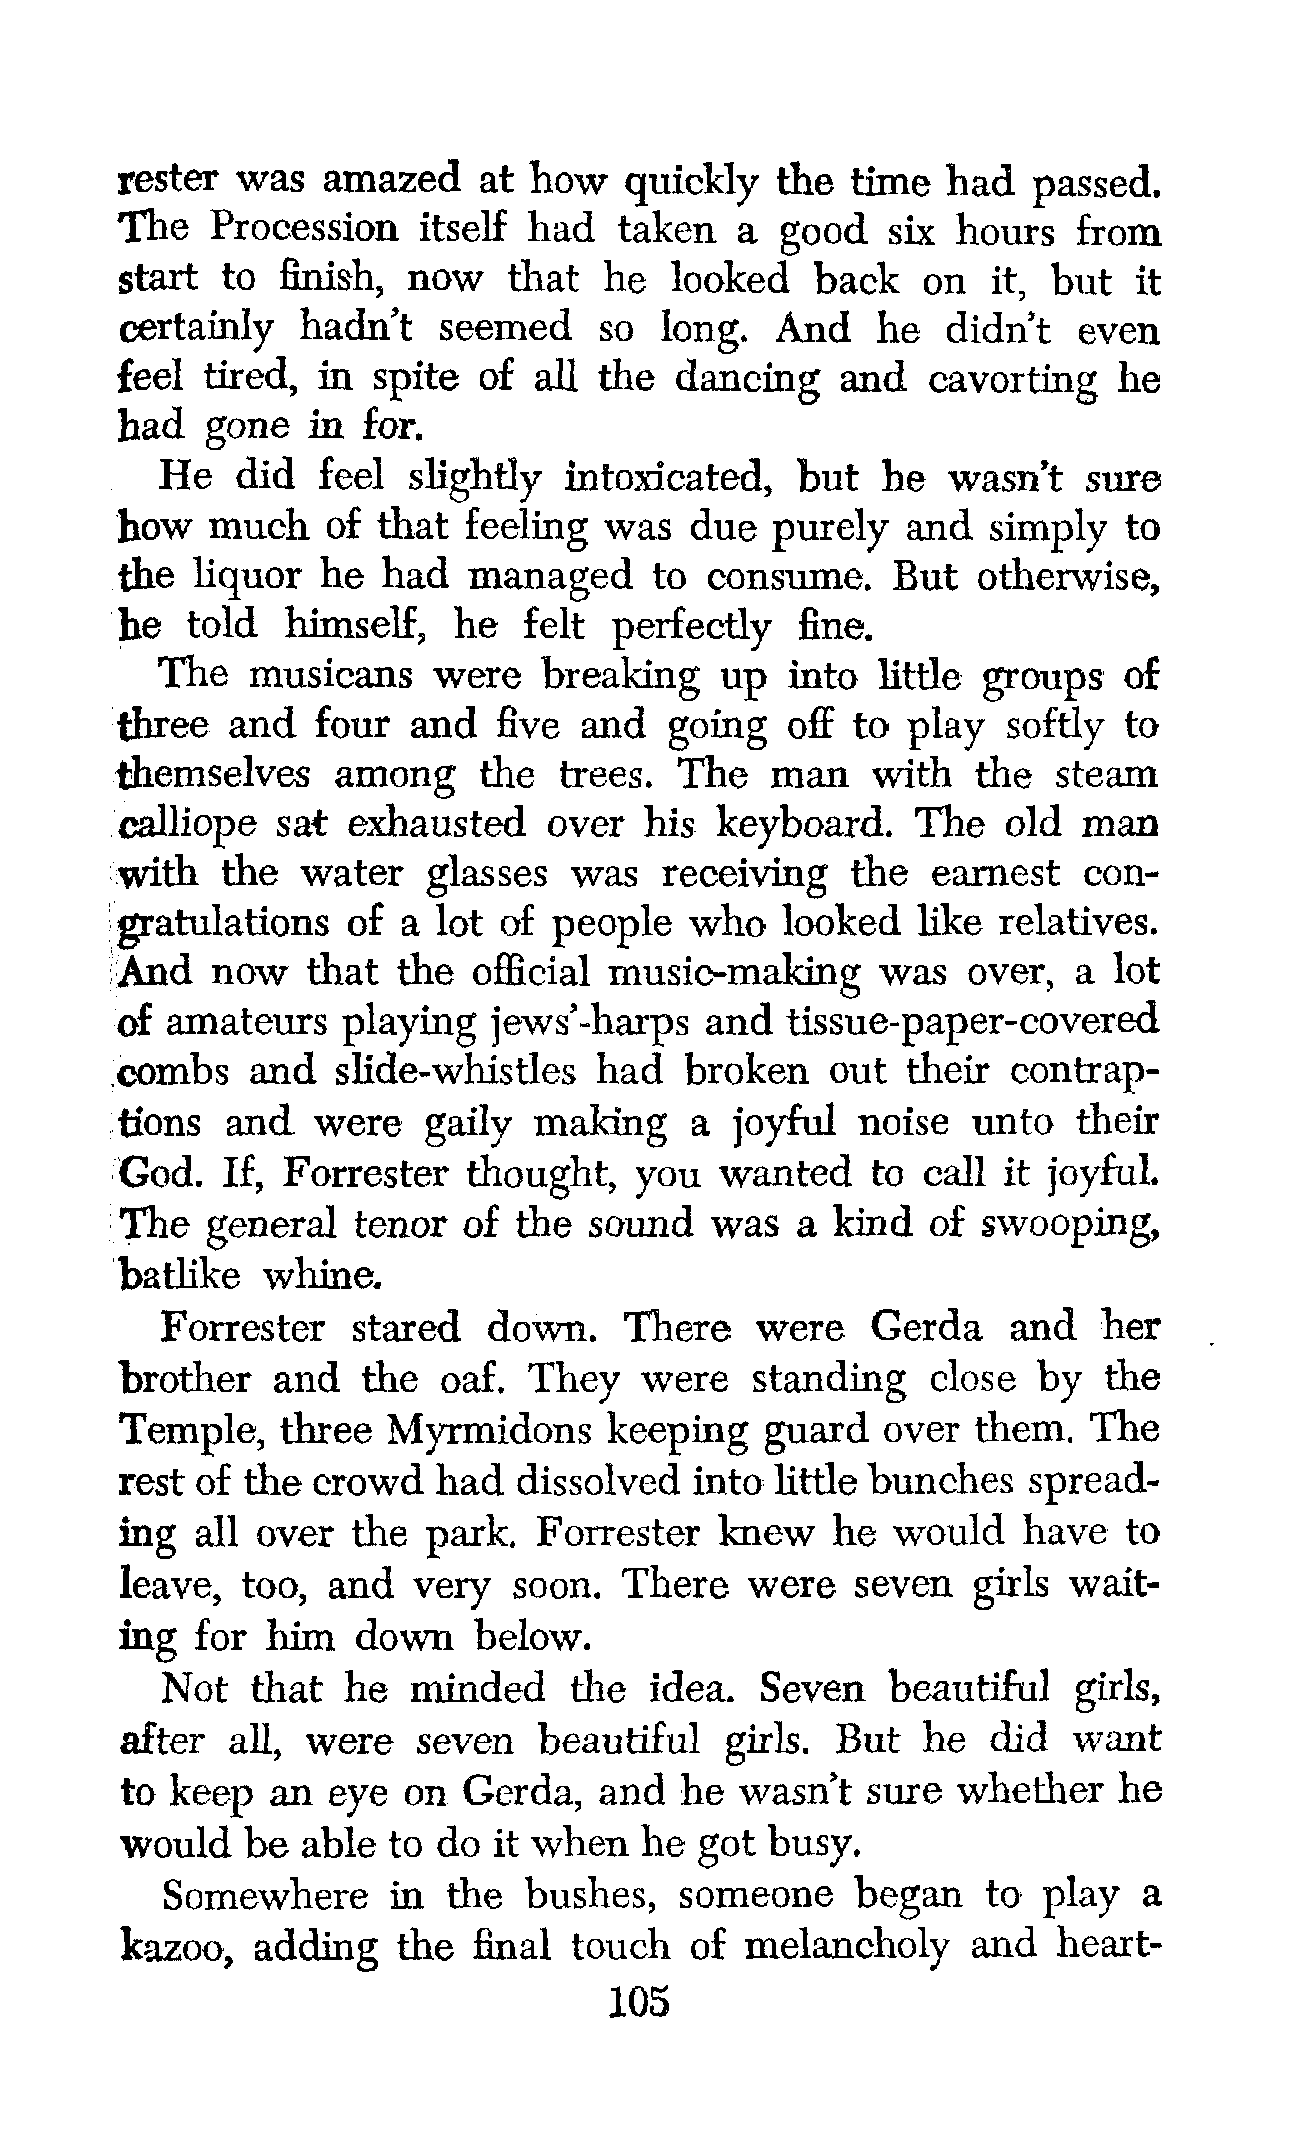 rester was amazed at how quickly the time had passed.
The Procession itself had taken a good six hours from
start to finish, now that he looked back on it, but it
certainly hadn't seemed so long. And he didn't even
feel tired, in spite of all the dancing and cavorting he
had gone in for.
He did feel slightly intoxicated, but he wasn't sure
how much of that feeling was due purely and simply to
the liquor he had managed to consume. But otherwise,
he told himself, he felt perfectly fine.
The musicans were breaking up into little groups of
three and four and five and going off to play softly to
themselves among the trees. The man with the steam
calliope sat exhausted over his keyboard. The old man
with the water glasses was receiving the earnest con-
gratulations of a lot of people who looked like relatives.
And now that the official music-making was over, a lot
of amateurs playing jews'-harps and tissue-paper-covered
combs and slide-whistles had broken out their contrap-
tions and were gaily making a joyful noise unto their
God. If, Forrester thought, you wanted to call it joyful.
The general tenor of the sound was a kind of swooping,
batlike whine.
Forrester stared down. There were Gerda and her
brother and the oaf. They were standing close by the
Temple, three Myrmidons keeping guard over them. The
rest of the crowd had dissolved into little bunches spread-
ing all over the park. Forrester knew he would have to
leave, too, and very soon. There were seven girls wait-
ing for him down below.
Not that he minded the idea. Seven beautiful girls,
after all, were seven beautiful girls. But he did want
to keep an eye on Gerda, and he wasn't sure whether he
would be able to do it when he got busy.
Somewhere in the bushes, someone began to play a
kazoo, adding the final touch of melancholy and heart-
105